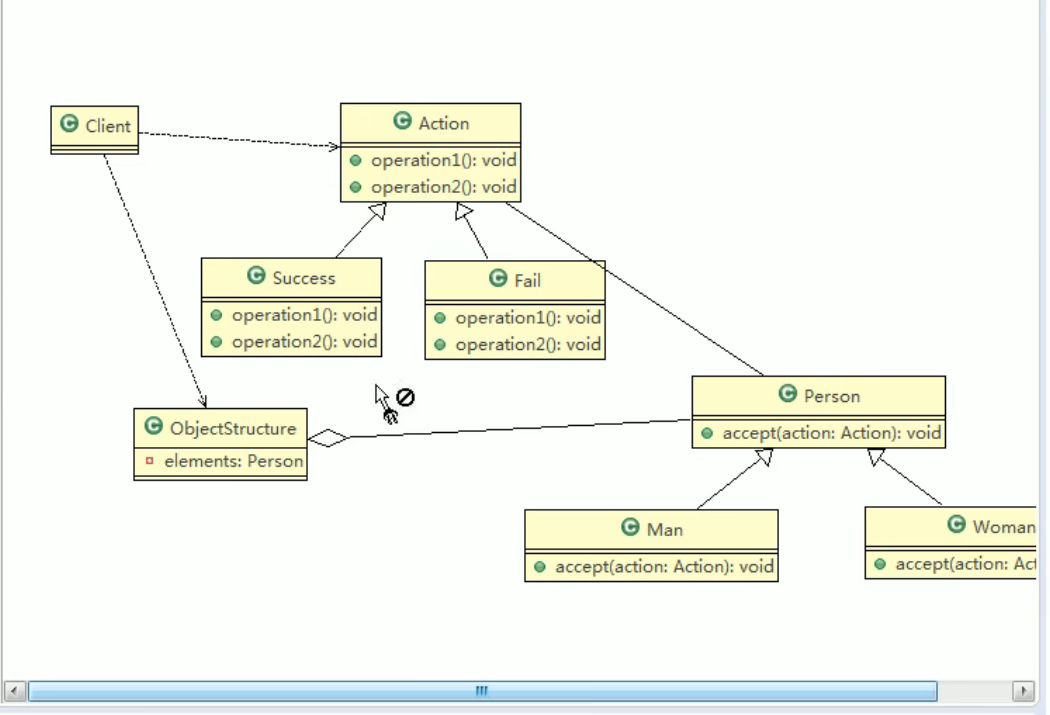 Client
Action
operation1(): void
operation2(): void
Success
operation1(): void
operation2(): void
Fail
operation1(): void
operation2(): void
ObjectStructure
elements: Person
Person
accept(action: Action): void
Man
accept(action: Action): void
Woman
accept(action: Act